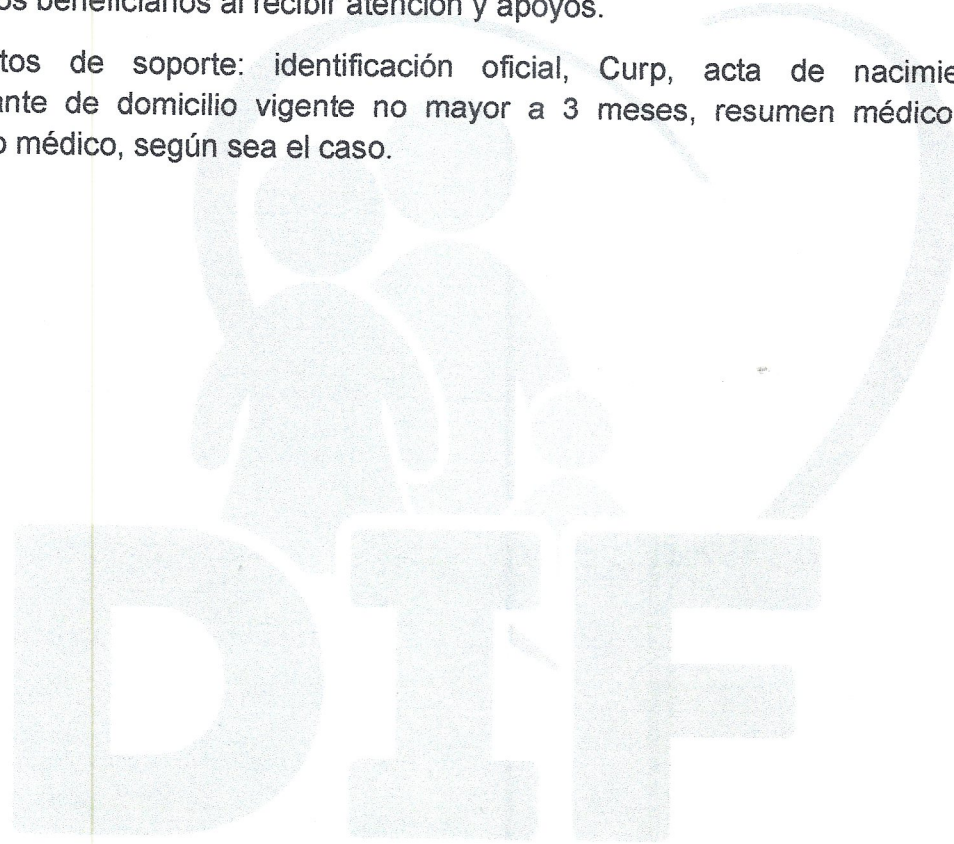 os beneficiarios al recibir atención y apoyos.
tos de soporte: identificación oficial, Curp, acta de nacimie
ante de domicilio vigente no mayor a 3 meses, resumen médico
o médico, según sea el caso.
DIF